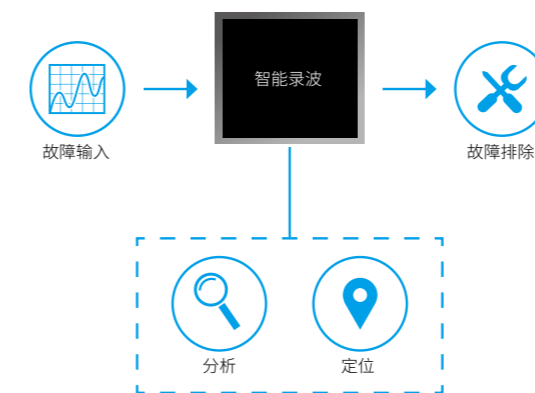 智能录波
故障输入
故障排除
分析
定位